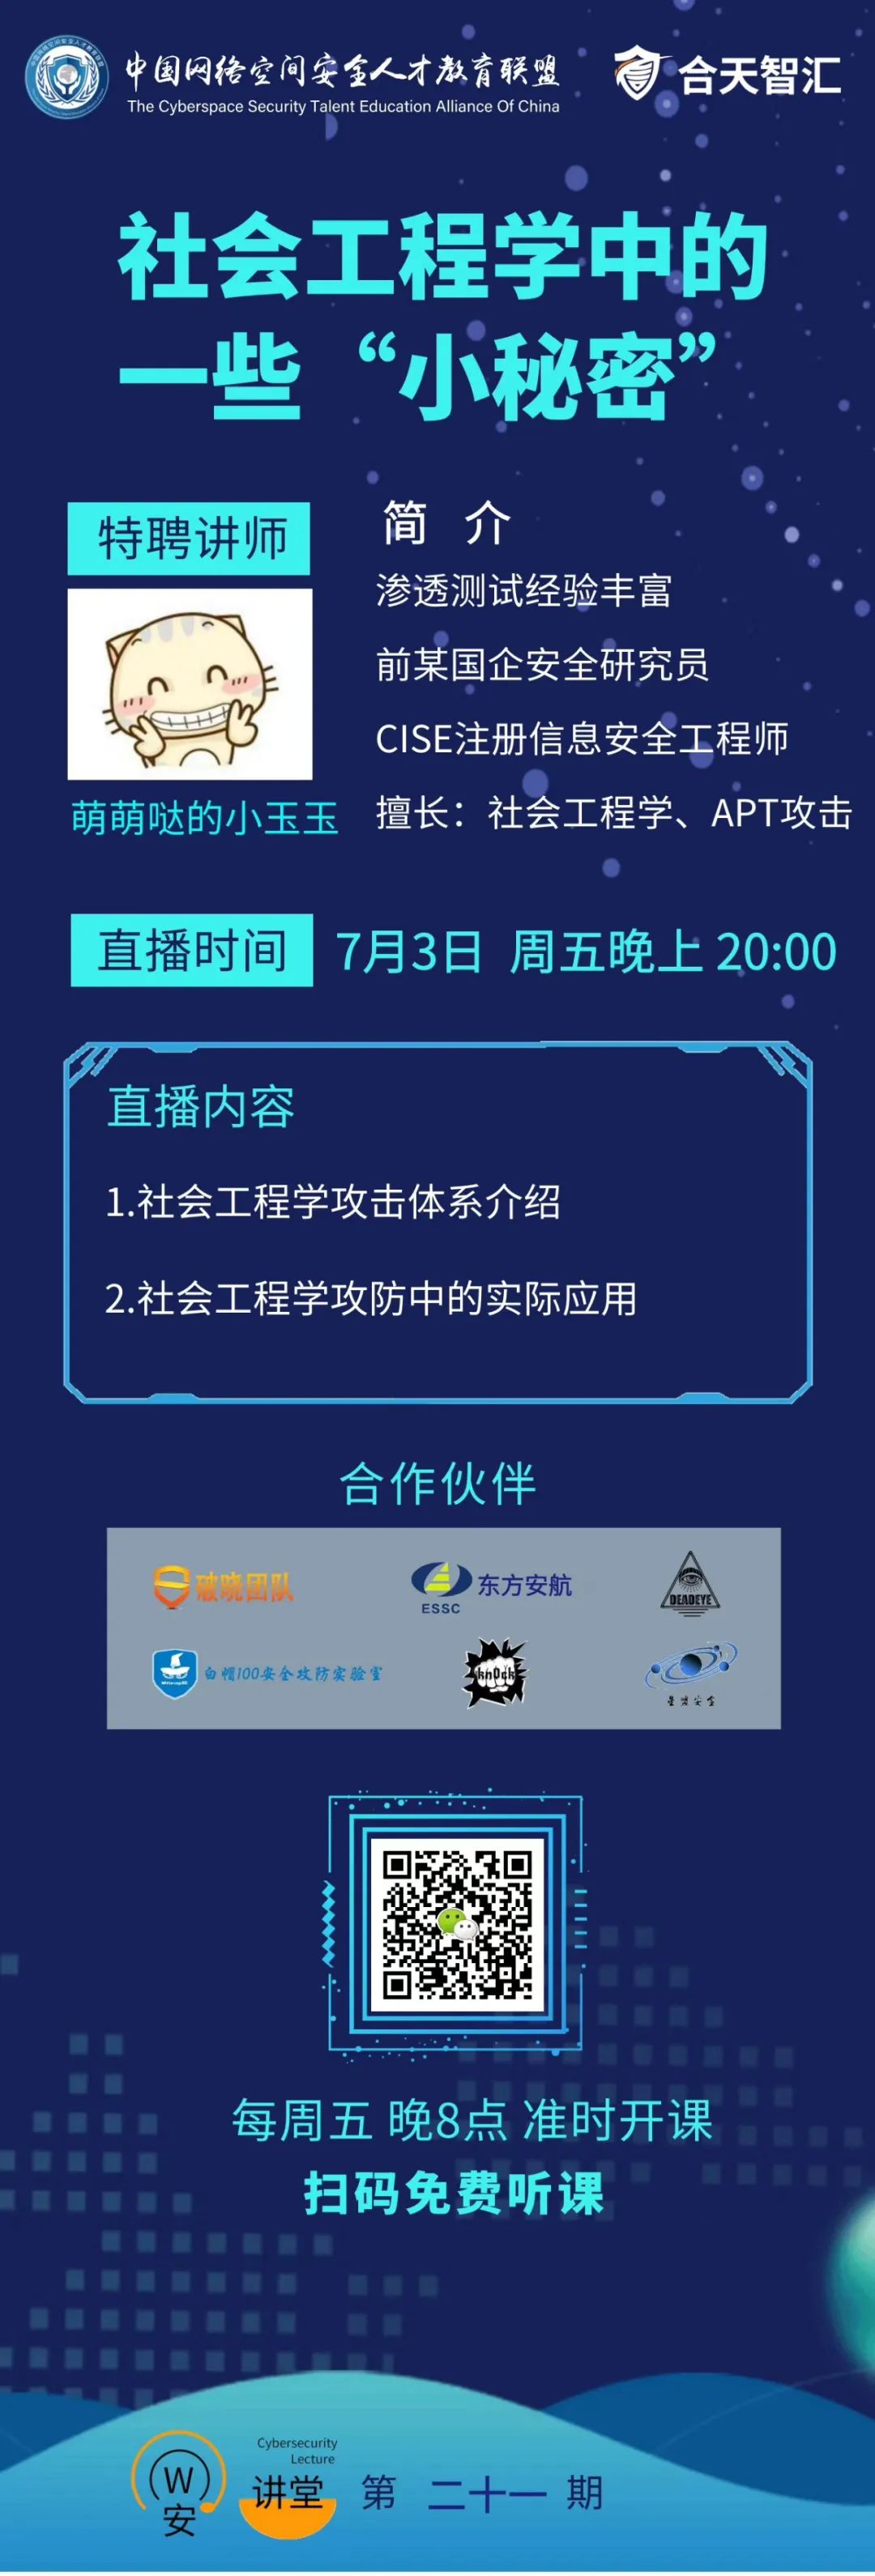 中国网络空间安全人才教育联盟
The Cyberspace Security Talent Education Alliance Of China
合天智汇
社会工程学中的
一些“小秘密”
特聘讲师
简 介
渗透测试经验丰富
前某国企安全研究员
CISE注册信息安全工程师
擅长：社会工程学、APT攻击
萌萌哒的小玉玉
直播时间
7月3日 周五晚上 20:00
直播内容
1.社会工程学攻击体系介绍
2.社会工程学攻防中的实际应用
合作伙伴
破晓团队
ESSC
东方安航
DEADEYE
白帽100安全攻防实验室
knOck
星盟安全
每周五 晚8点 准时开课
扫码免费听课
W
安
Cybersecurity
Lecture
讲堂
第 二十一 期